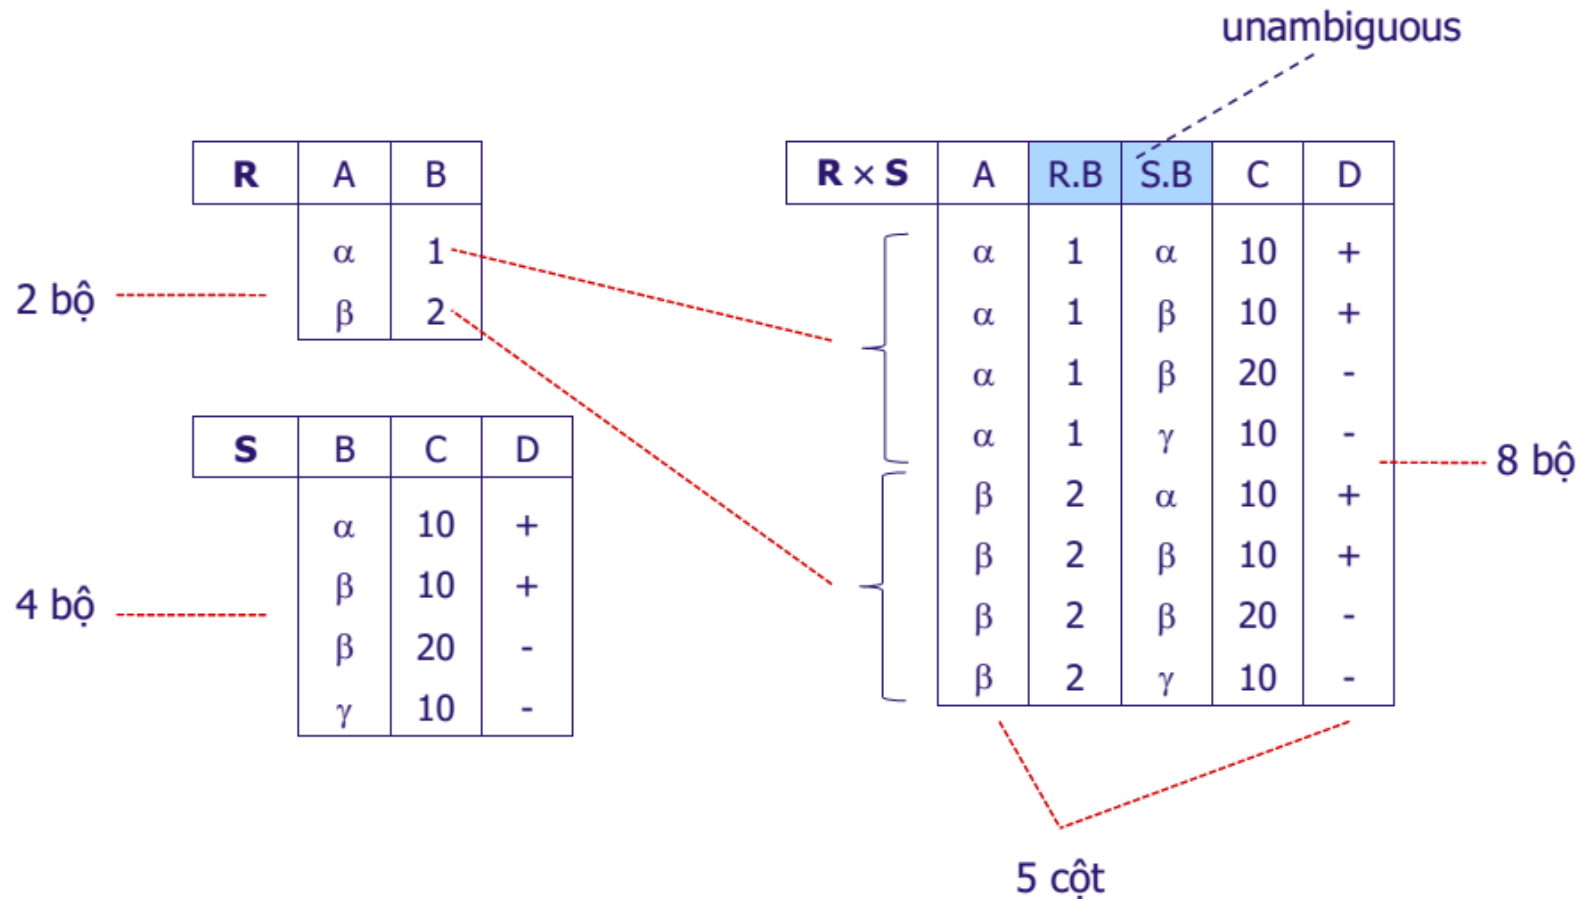 unambiguous
R A B
α 1
β 2
2 bộ
S B C D
α 10 +
β 10 +
β 20 -
γ 10 -
4 bộ
R × S A R.B S.B C D
α 1 α 10 +
α 1 β 10 +
α 1 β 20 -
α 1 γ 10 -
β 2 α 10 +
β 2 β 10 +
β 2 β 20 -
β 2 γ 10 -
8 bộ
5 cột